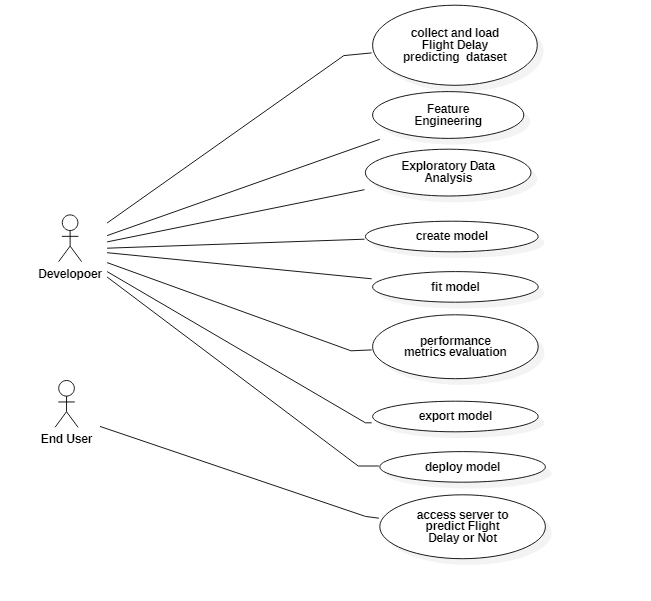 collect and load
Flight Delay
predicting dataset
Feature
Engineering
Exploratory Data
Analysis
create model
Developoer
fit model
performance
metrics evaluation
export model
End User
deploy model
access server to
predict Flight
Delay or Not